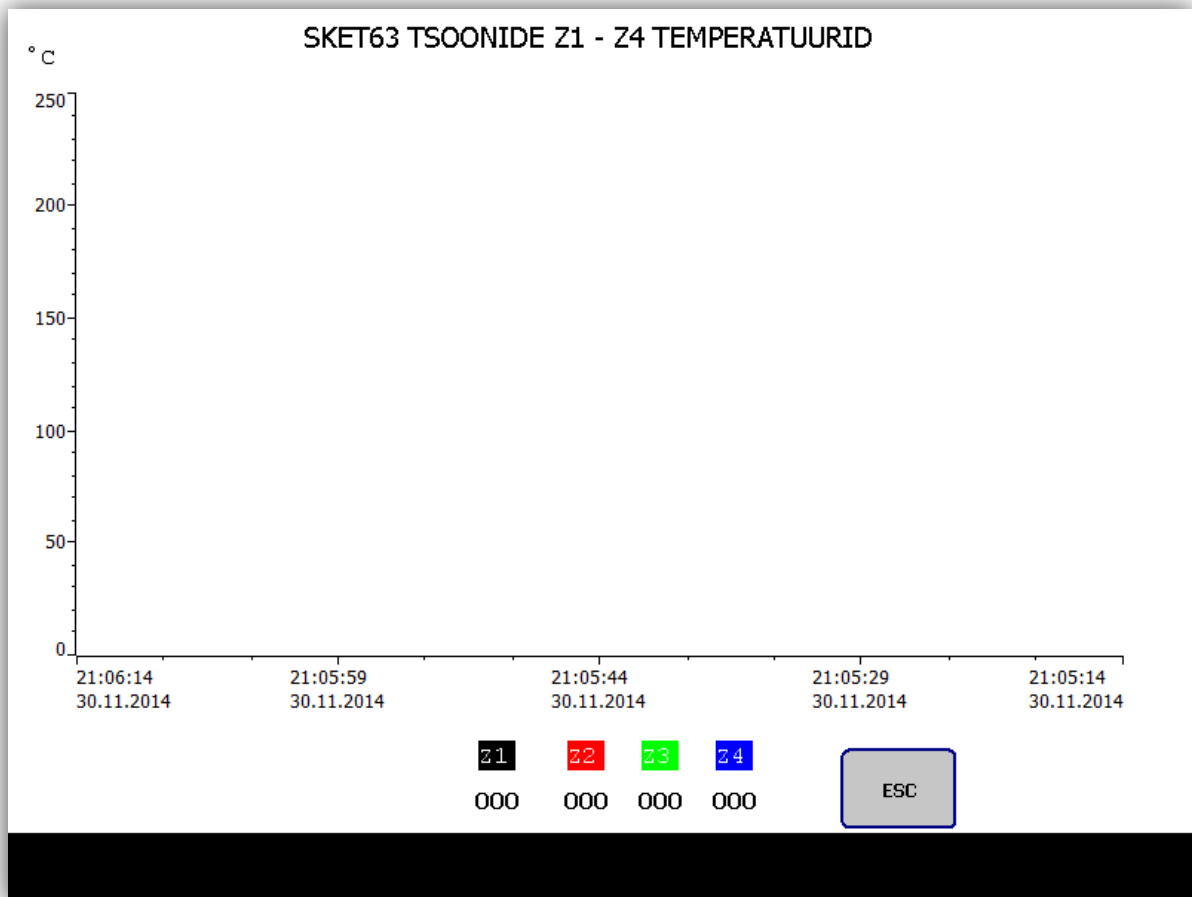 SKET63 TSOONIDE Z1 - Z4 TEMPERATUURID
°C
250
200
150
100
50
0
21:06:14 21:05:59 21:05:44 21:05:29 21:05:14
30.11.2014 30.11.2014 30.11.2014 30.11.2014 30.11.2014
Z1 Z2 Z3 Z4
000 000 000 000
ESC